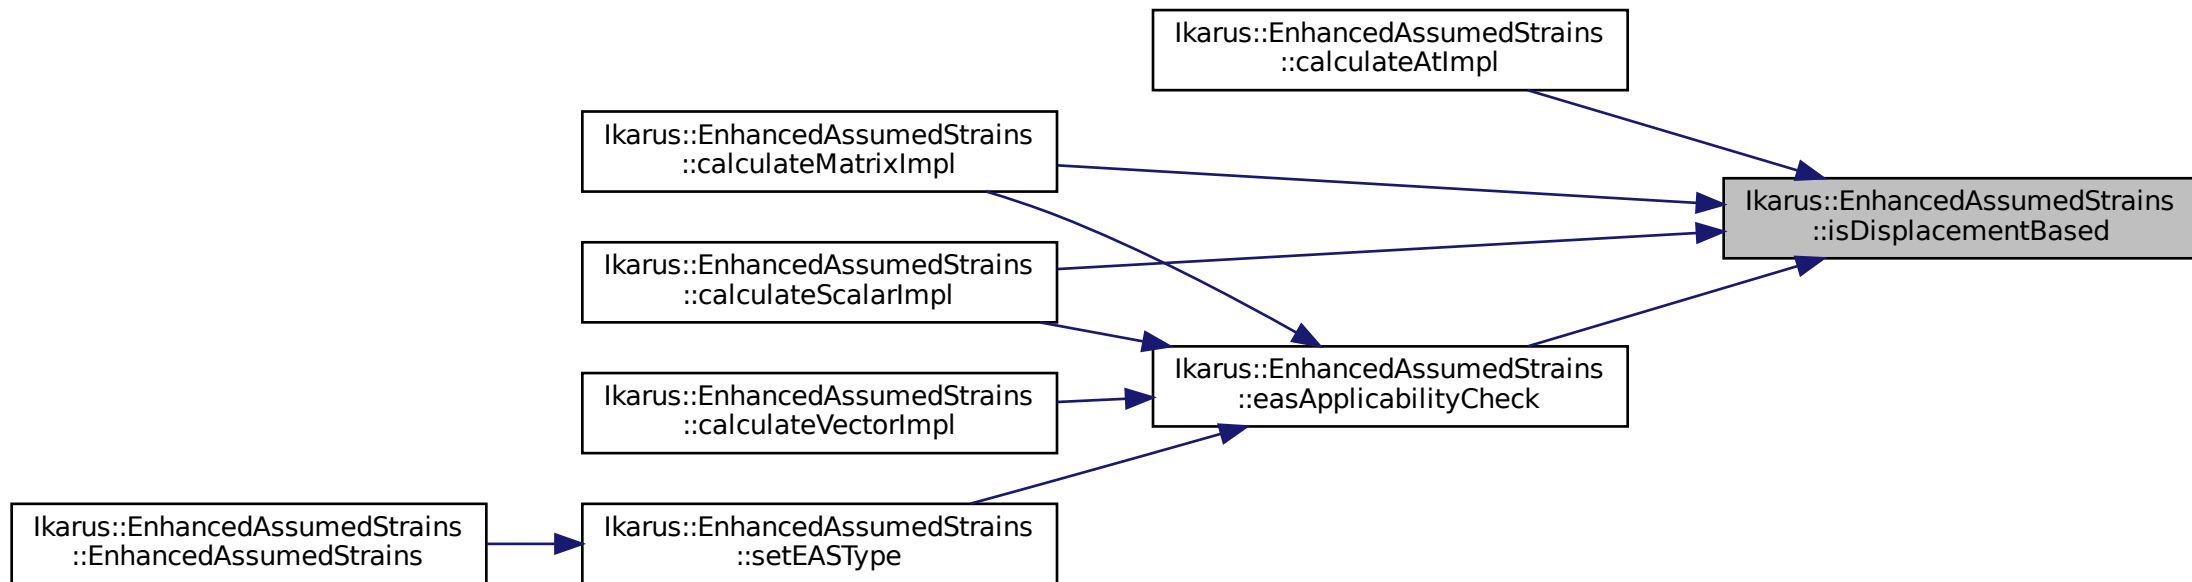 Ikarus::EnhancedAssumedStrains
::calculateAtImpl
Ikarus::EnhancedAssumedStrains
::calculateMatrixImpl
Ikarus::EnhancedAssumedStrains
::isDisplacementBased
Ikarus::EnhancedAssumedStrains
::calculateScalarImpl
Ikarus::EnhancedAssumedStrains
::easApplicabilityCheck
Ikarus::EnhancedAssumedStrains
::calculateVectorImpl
Ikarus::EnhancedAssumedStrains
::EnhancedAssumedStrains
Ikarus::EnhancedAssumedStrains
::setEASType